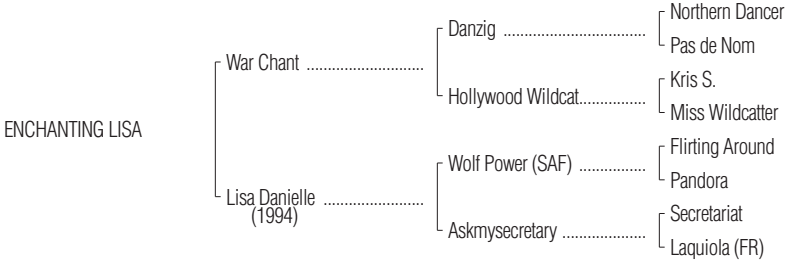 Northern Dancer
Danzig ................................
Pas de Nom
War Chant ..........................
Kris S.
Hollywood Wildcat...............
Miss Wildcatter
ENCHANTING LISA
Flirting Around
Wolf Power (SAF) ...............
Pandora
Lisa Danielle ......................
(1994)
Secretariat
Askmysecretary ...................
Laquiola (FR)